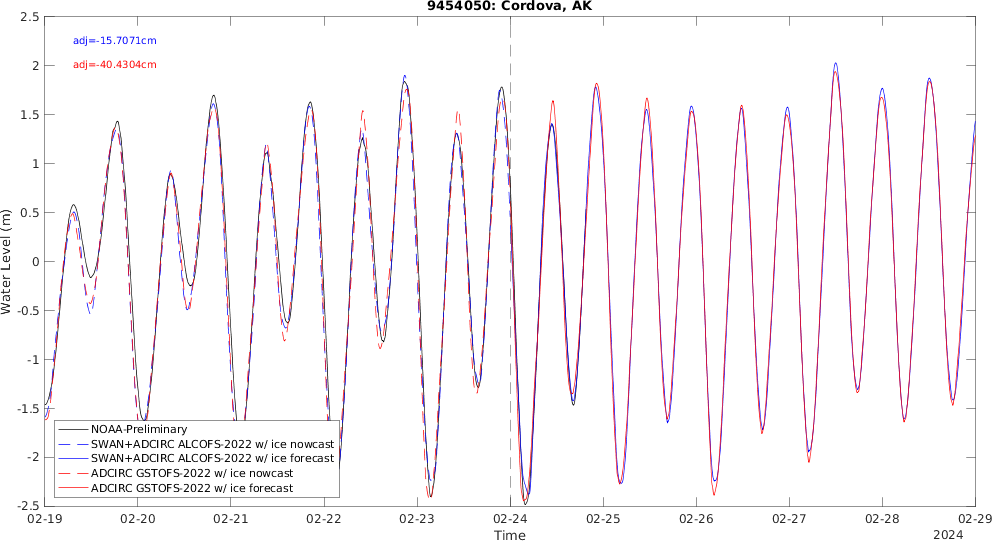 9454050: Cordova, AK
adj=-15.7071cm
adj=-40.4304cm
Water Level (m)
2.5
2
1.5
1
0.5
0
-0.5
-1
-1.5
-2
-2.5
NOAA-Preliminary
SWAN+ADCIRC ALCOFS-2022 w/ ice nowcast
SWAN+ADCIRC ALCOFS-2022 w/ ice forecast
ADCIRC GSTOFS-2022 w/ ice nowcast
ADCIRC GSTOFS-2022 w/ ice forecast
02-19 02-20 02-21 02-22 02-23 02-24 02-25 02-26 02-27 02-28 02-29
Time
2024